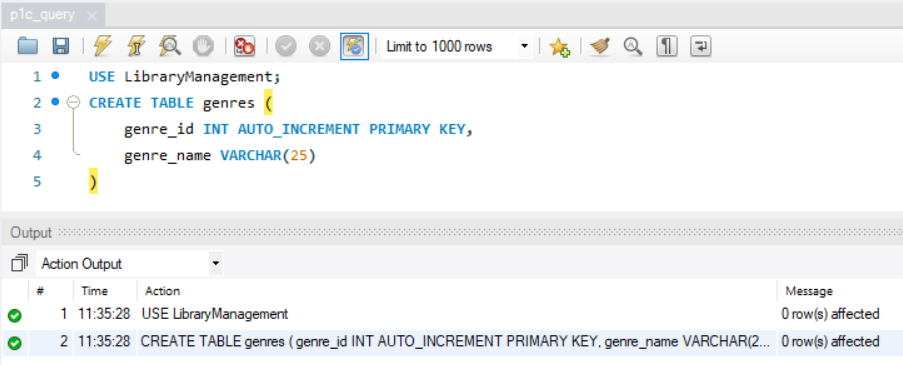 p1c_query ×
Limit to 1000 rows
1 USE LibraryManagement;
2 CREATE TABLE genres (
3 genre_id INT AUTO_INCREMENT PRIMARY KEY,
4 genre_name VARCHAR(25)
5 )
Output
Action Output
# Time Action Message
1 11:35:28 USE LibraryManagement 0 row(s) affected
2 11:35:28 CREATE TABLE genres ( genre_id INT AUTO_INCREMENT PRIMARY KEY, genre_name VARCHAR(2... 0 row(s) affected